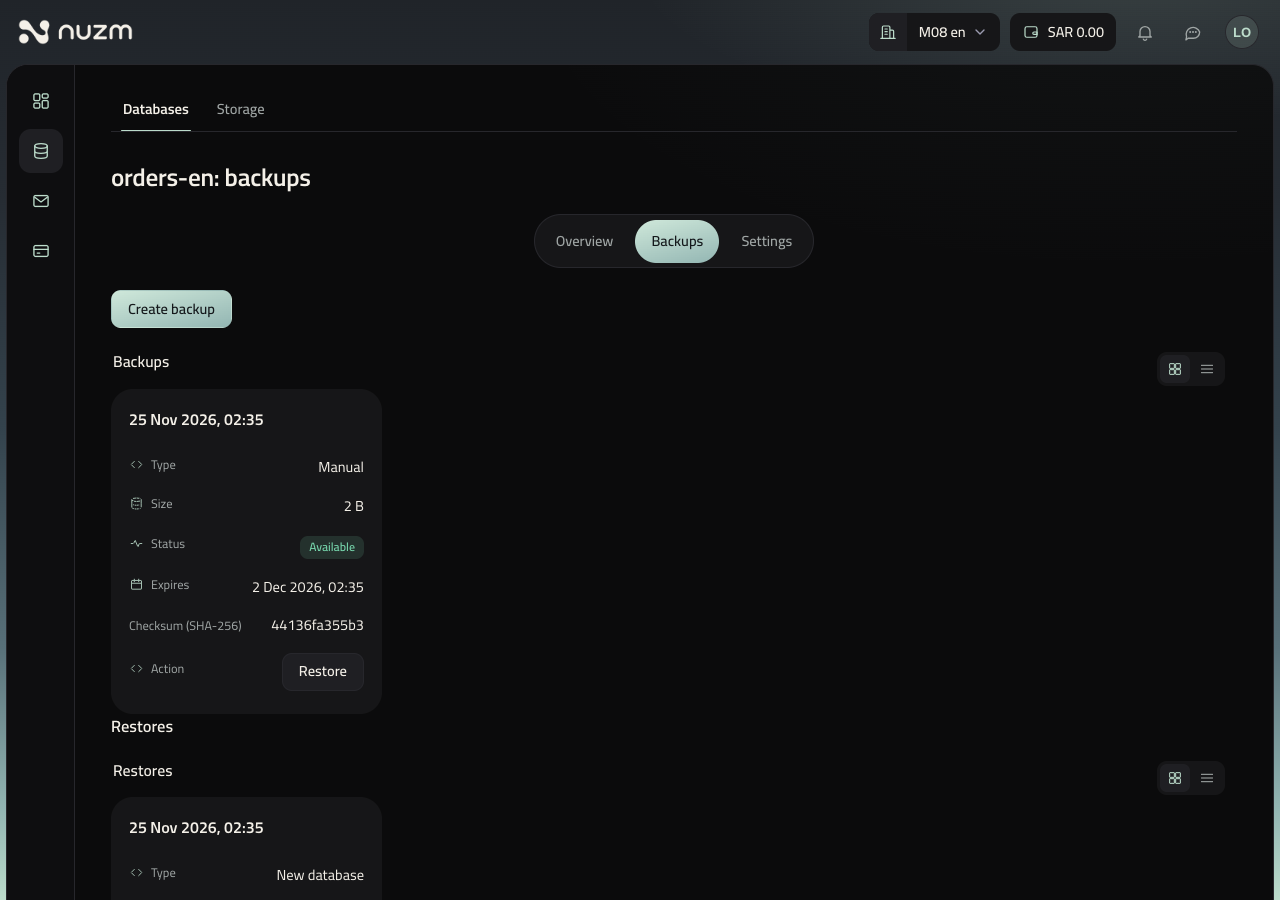 nuzm
M08 en
SAR 0.00
LO
Databases
Storage
orders-en: backups
Overview
Backups
Settings
Create backup
Backups
25 Nov 2026, 02:35
Type
Manual
Size
2 B
Status
Available
Expires
2 Dec 2026, 02:35
Checksum (SHA-256)
44136fa355b3
Action
Restore
Restores
Restores
25 Nov 2026, 02:35
Type
New database